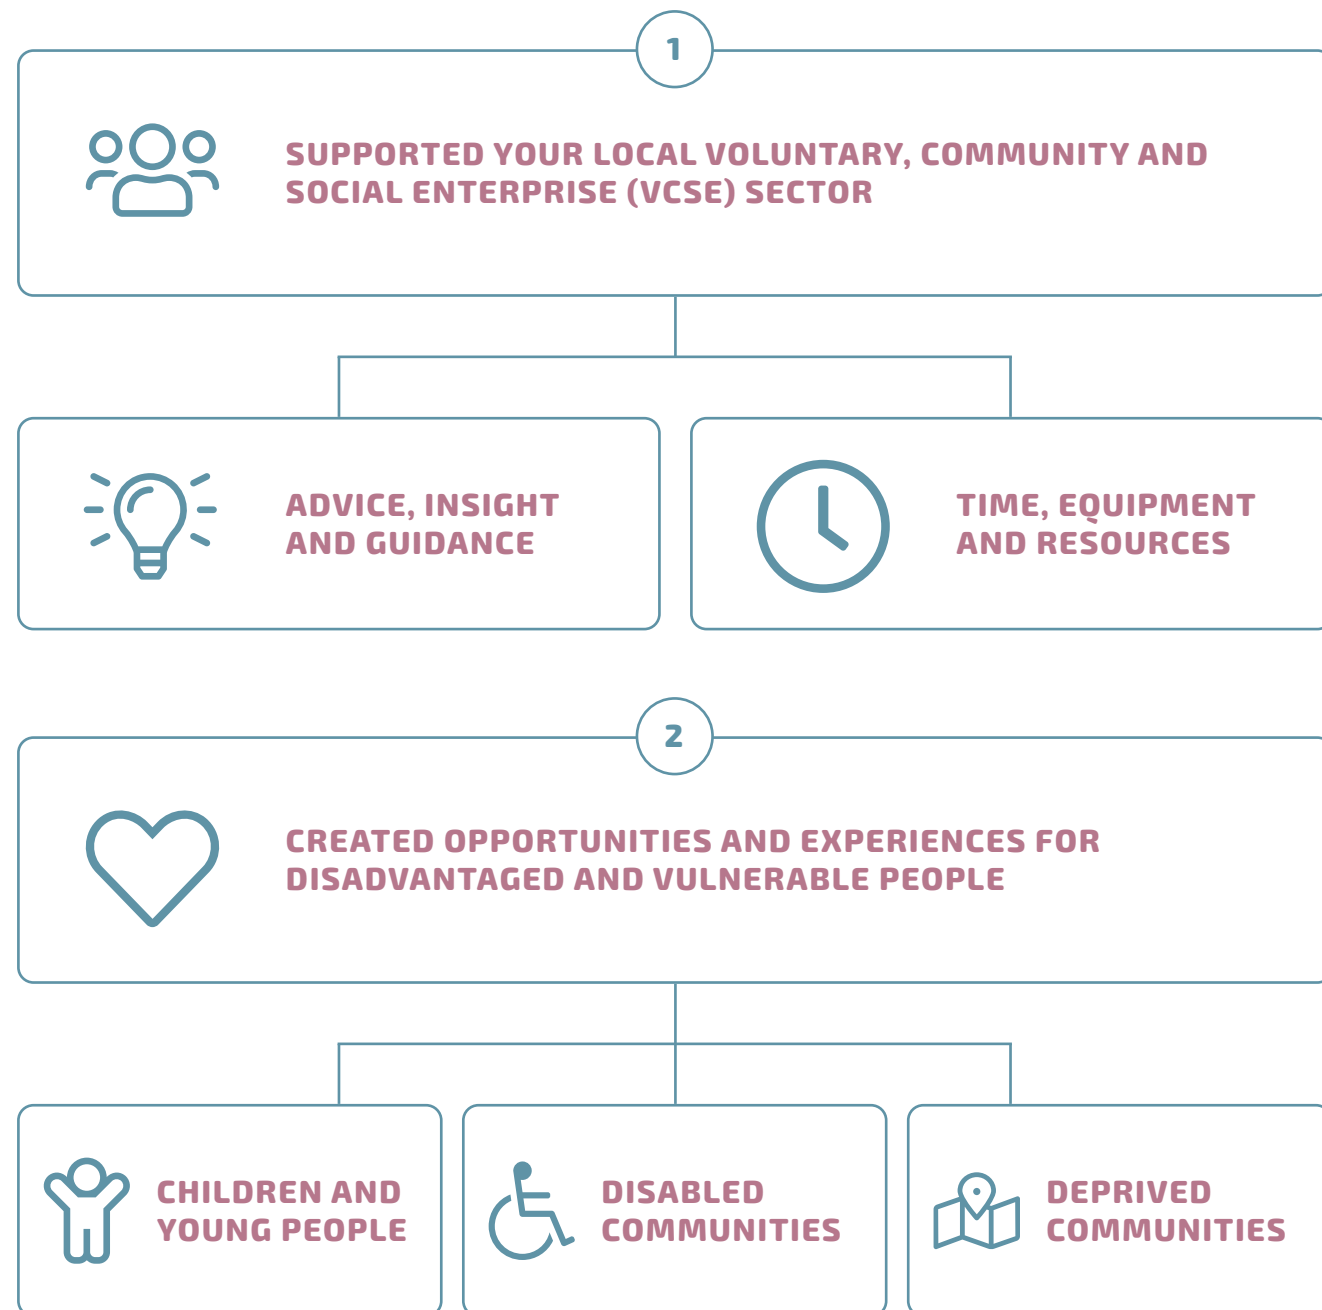 1
SUPPORTED YOUR LOCAL VOLUNTARY, COMMUNITY AND
SOCIAL ENTERPRISE (VCSE) SECTOR
ADVICE, INSIGHT
AND GUIDANCE
TIME, EQUIPMENT
AND RESOURCES
2
CREATED OPPORTUNITIES AND EXPERIENCES FOR
DISADVANTAGED AND VULNERABLE PEOPLE
CHILDREN AND
YOUNG PEOPLE
DISABLED
COMMUNITIES
DEPRIVED
COMMUNITIES